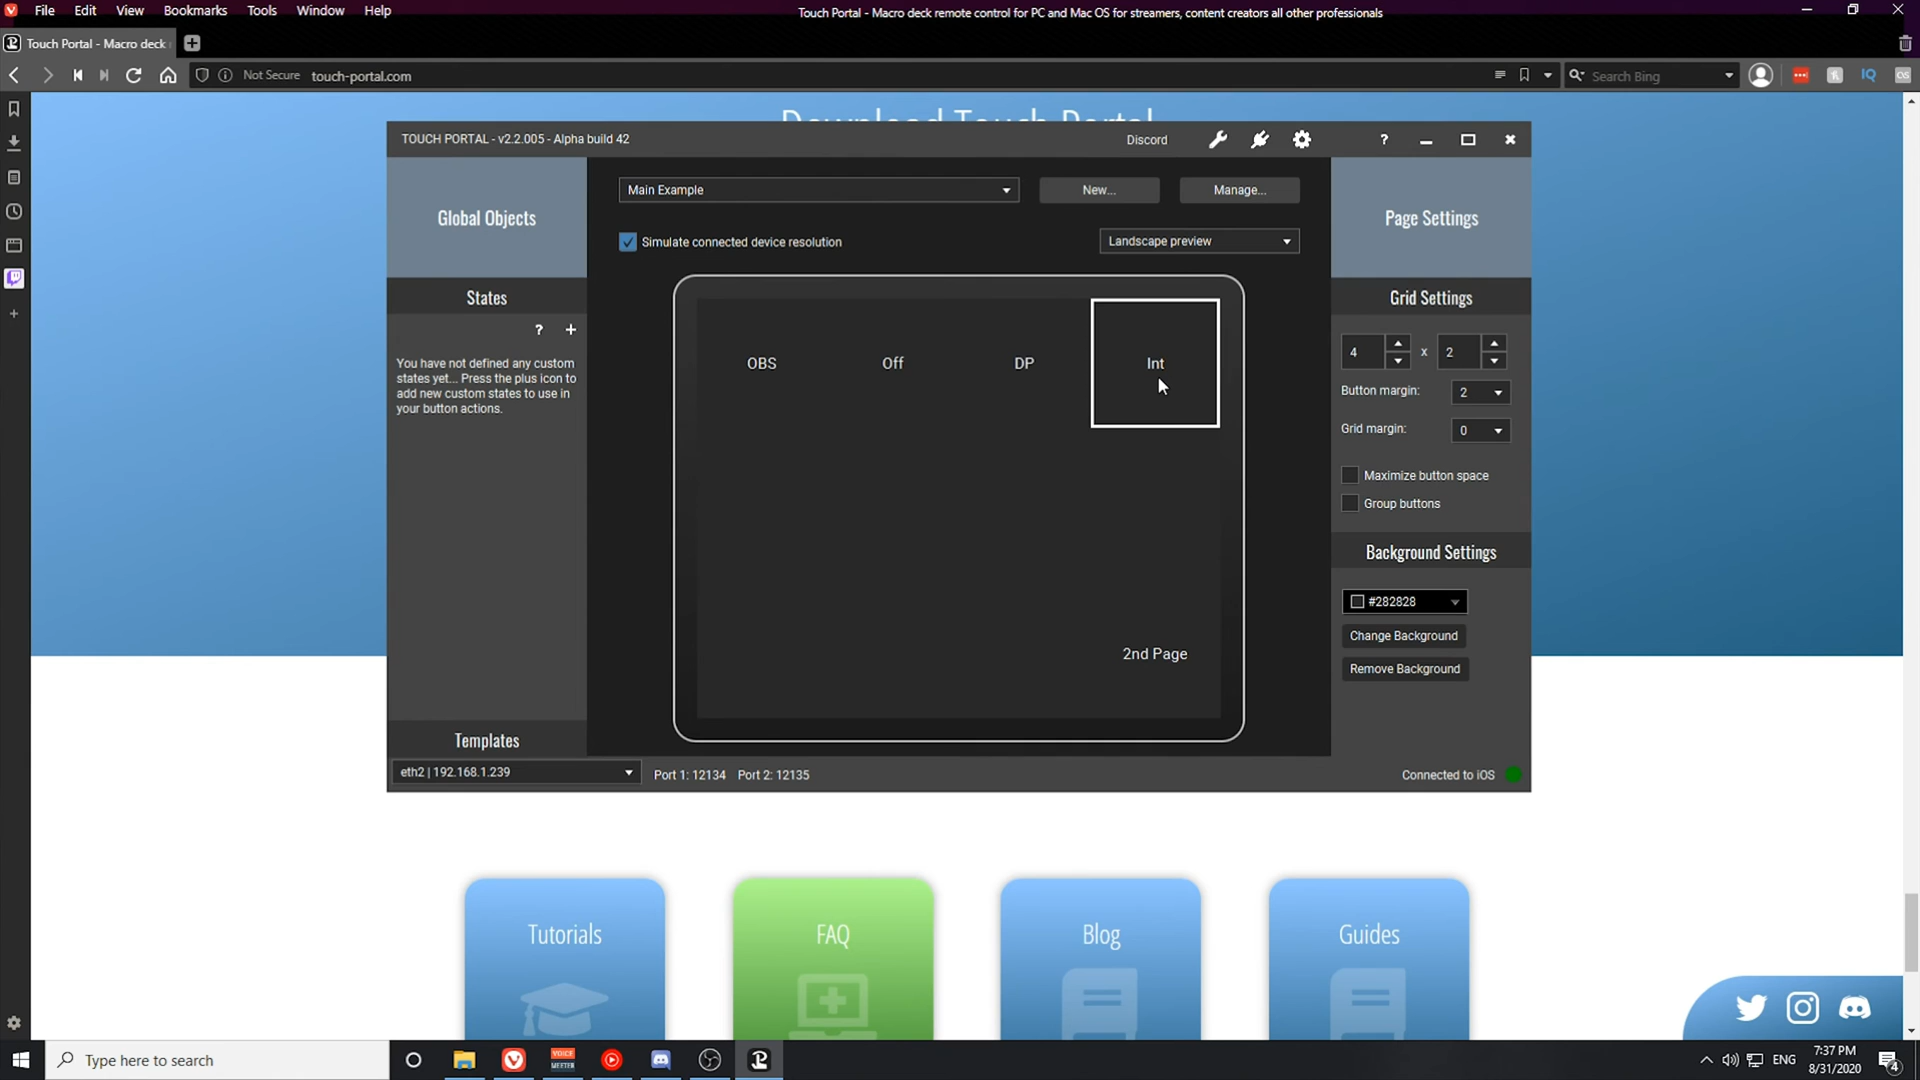 File Edit View Bookmarks Tools Window Help
Touch Portal - Macro deck remote control for PC and Mac OS for streamers, content creators all other professionals
Touch Portal - Macro deck
Not Secure touch-portal.com
Search Bing
IQ
Download Touch Portal
TOUCH PORTAL - v2.2.005 - Alpha build 42
Discord
?
Global Objects
Main Example
New...
Manage...
Page Settings
Simulate connected device resolution
Landscape preview
States
Grid Settings
? +
4 x 2
You have not defined any custom
states yet... Press the plus icon to
add new custom states to use in
your button actions.
OBS
Off
DP
Int
Button margin: 2
Grid margin: 0
Maximize button space
Group buttons
Background Settings
#282828
Change Background
2nd Page
Remove Background
Templates
eth2 | 192.168.1.239
Port 1: 12134 Port 2: 12135
Connected to iOS
Tutorials
FAQ
Blog
Guides
Type here to search
VOICE
MEETER
ENG
7:37 PM
8/31/2020
4